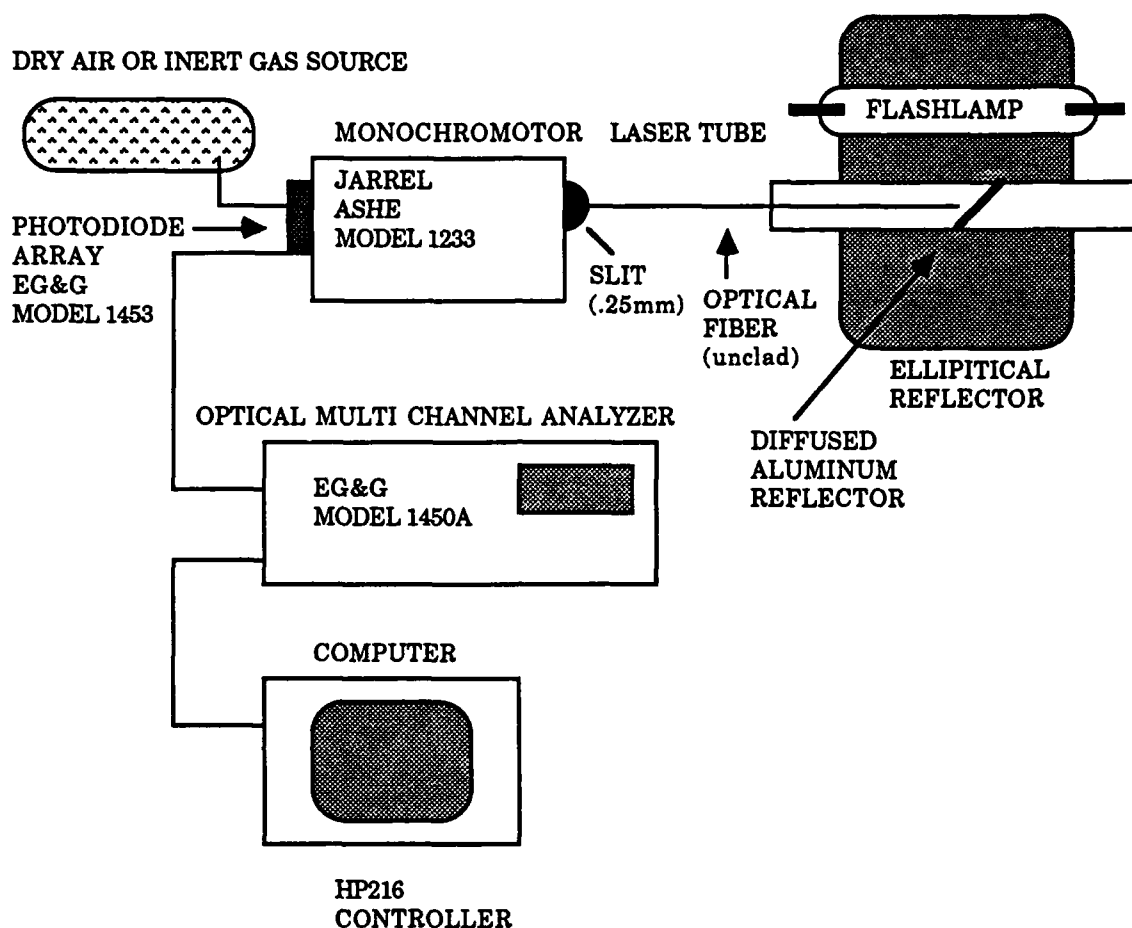 DRY AIR OR INERT GAS SOURCE
MONOCHROMOTOR
LASER TUBE
FLASHLAMP
JARREL
ASHE
MODEL 1233
PHOTODIODE
ARRAY
EG&G
MODEL 1453
SLIT
(.25mm)
OPTICAL
FIBER
(unclad)
ELLIPITICAL
REFLECTOR
DIFFUSED
ALUMINUM
REFLECTOR
OPTICAL MULTI CHANNEL ANALYZER
EG&G
MODEL 1450A
COMPUTER
HP216
CONTROLLER